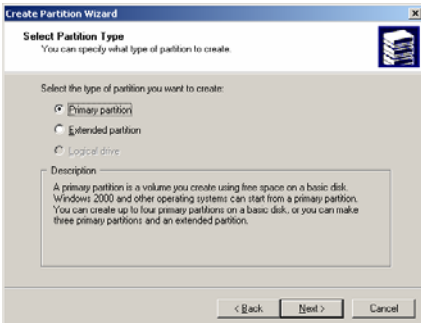 Create Partition Wizard
Select Partition Type
You can specify what type of partition to create.
Select the type of partition you want to create:
Primary partition
Extended partition
Logical drive
Description
A primary partition is a volume you create using free space on a basic disk.
Windows 2000 and other operating systems can start from a primary partition.
You can create up to four primary partitions on a basic disk, or you can make
three primary partitions and an extended partition.
< Back
Next >
Cancel